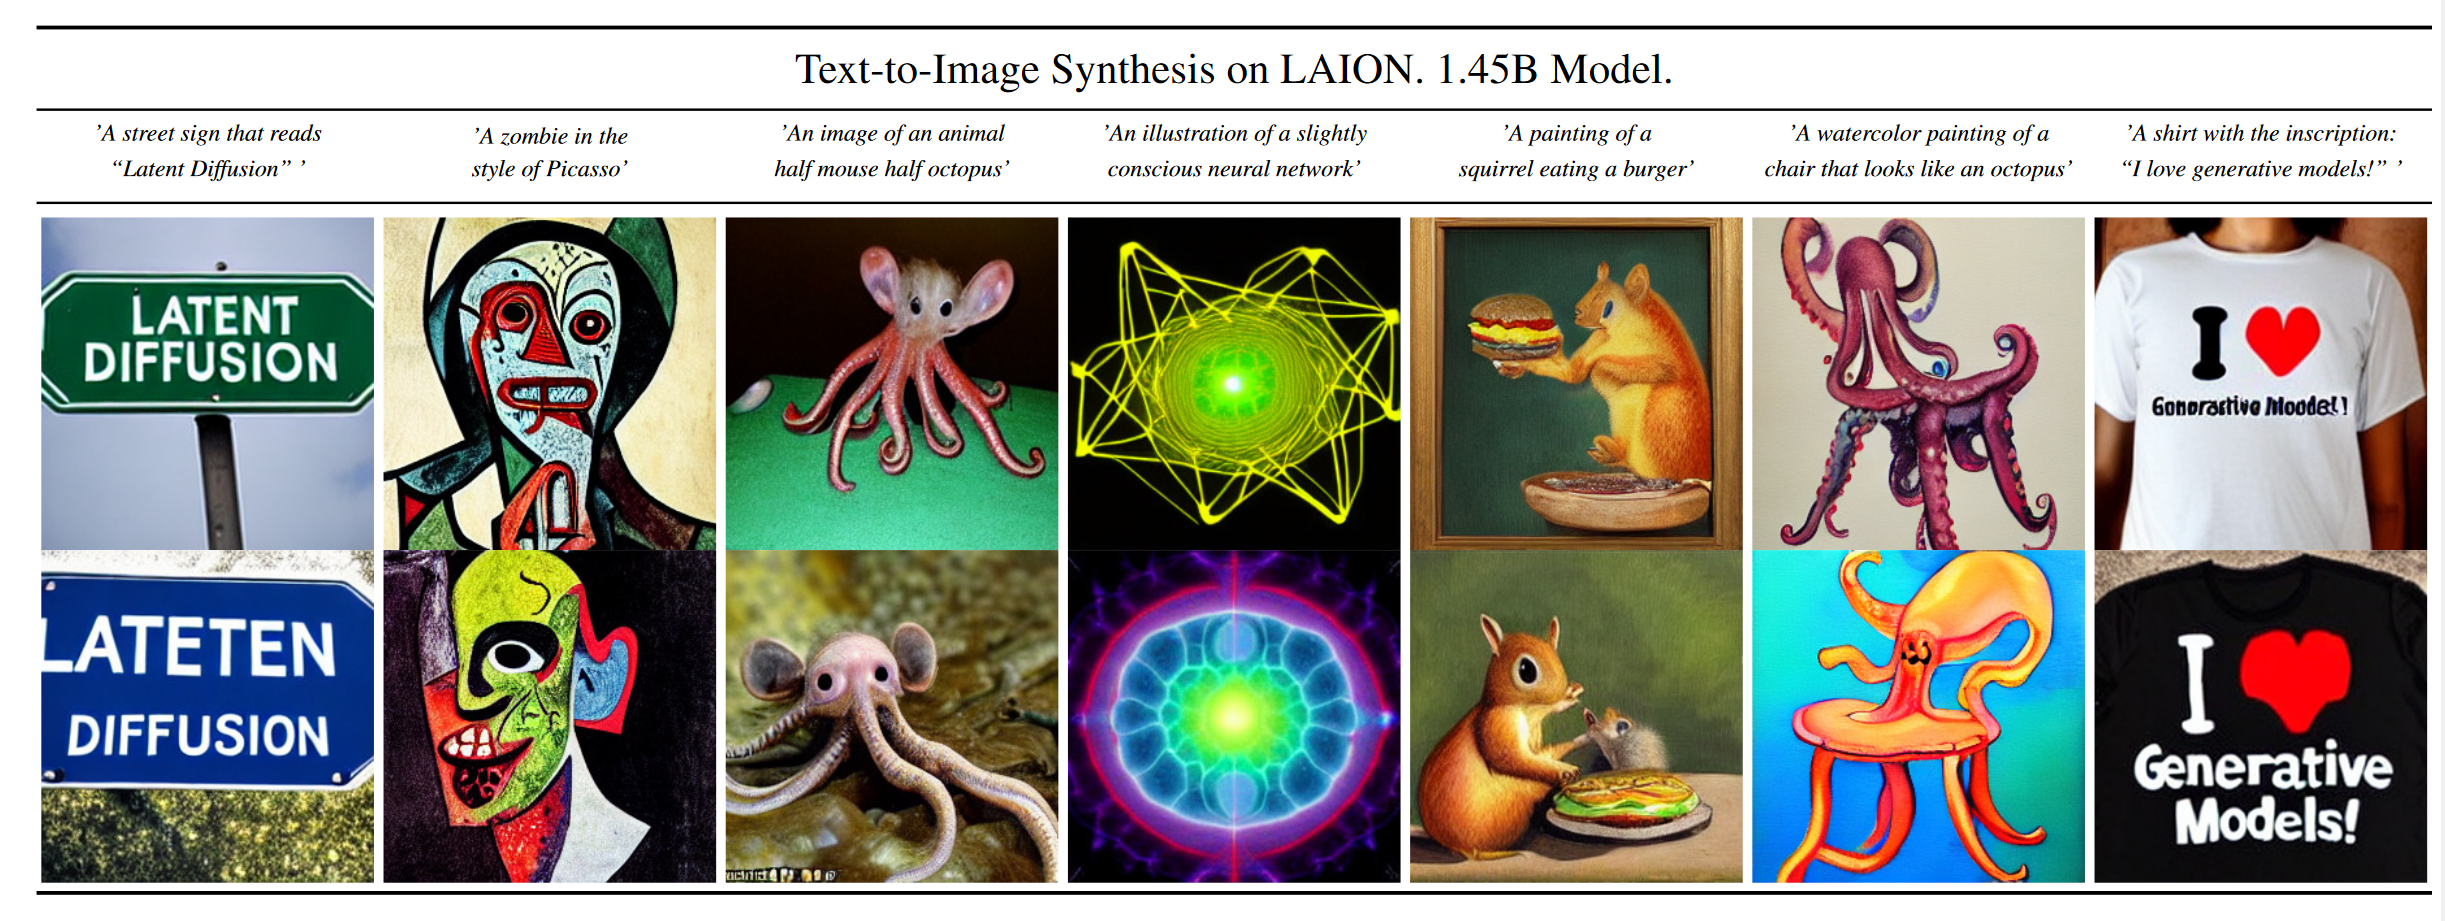 Text-to-Image Synthesis on LAION. 1.45B Model.
’A street sign that reads
“Latent Diffusion” ’
’A zombie in the
style of Picasso’
’An image of an animal
half mouse half octopus’
’An illustration of a slightly
conscious neural network’
’A painting of a
squirrel eating a burger’
’A watercolor painting of a
chair that looks like an octopus’
’A shirt with the inscription:
“I love generative models!” ’
LATENT
DIFFUSION
I
LATETEN
DIFFUSION
I
Generative
Models!